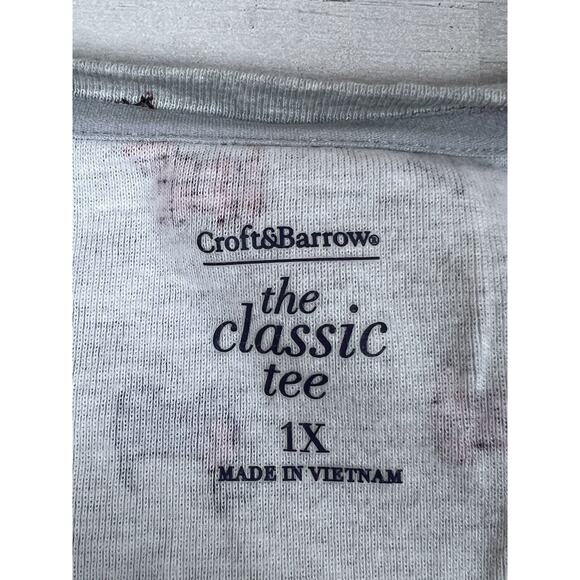 Croft&Barrow®
the
classic
tee
1X
MADE IN VIETNAM